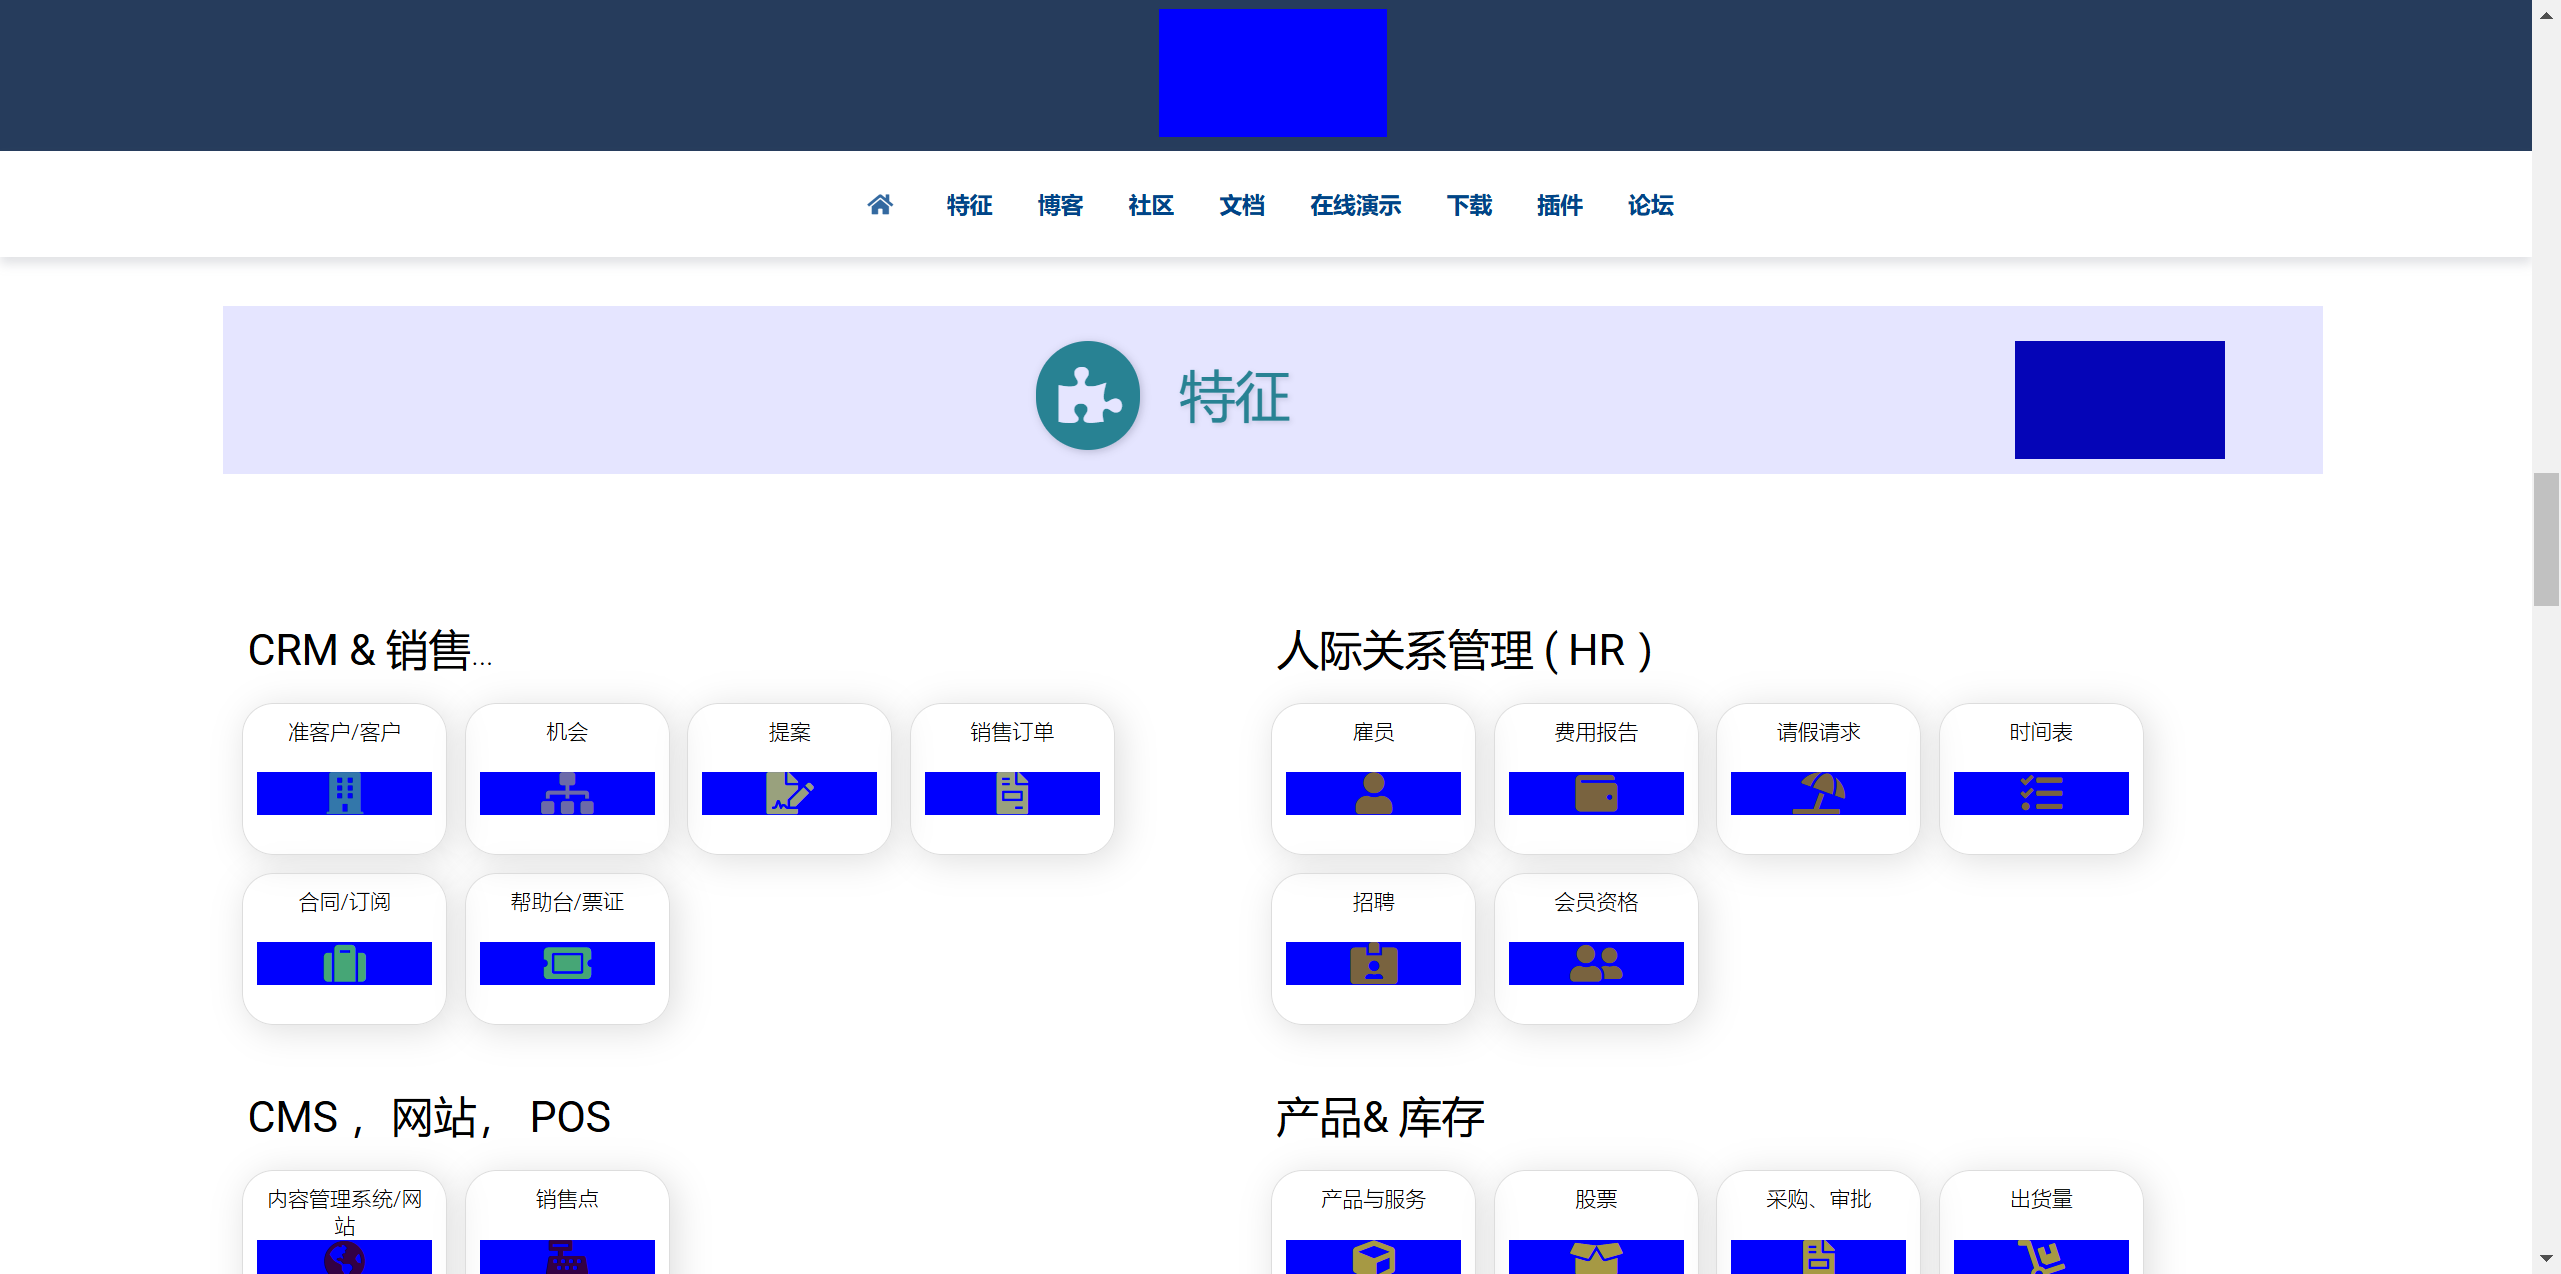 特征 博客 社区 文档 在线演示 下载 插件 论坛
特征
CRM & 销售...
准客户/客户 机会 提案 销售订单
合同/订阅 帮助台/票证
人际关系管理 ( HR )
雇员 费用报告 请假请求 时间表
招聘 会员资格
CMS ，网站， POS
内容管理系统/网
站
销售点
产品& 库存
产品与服务 股票 采购、审批 出货量